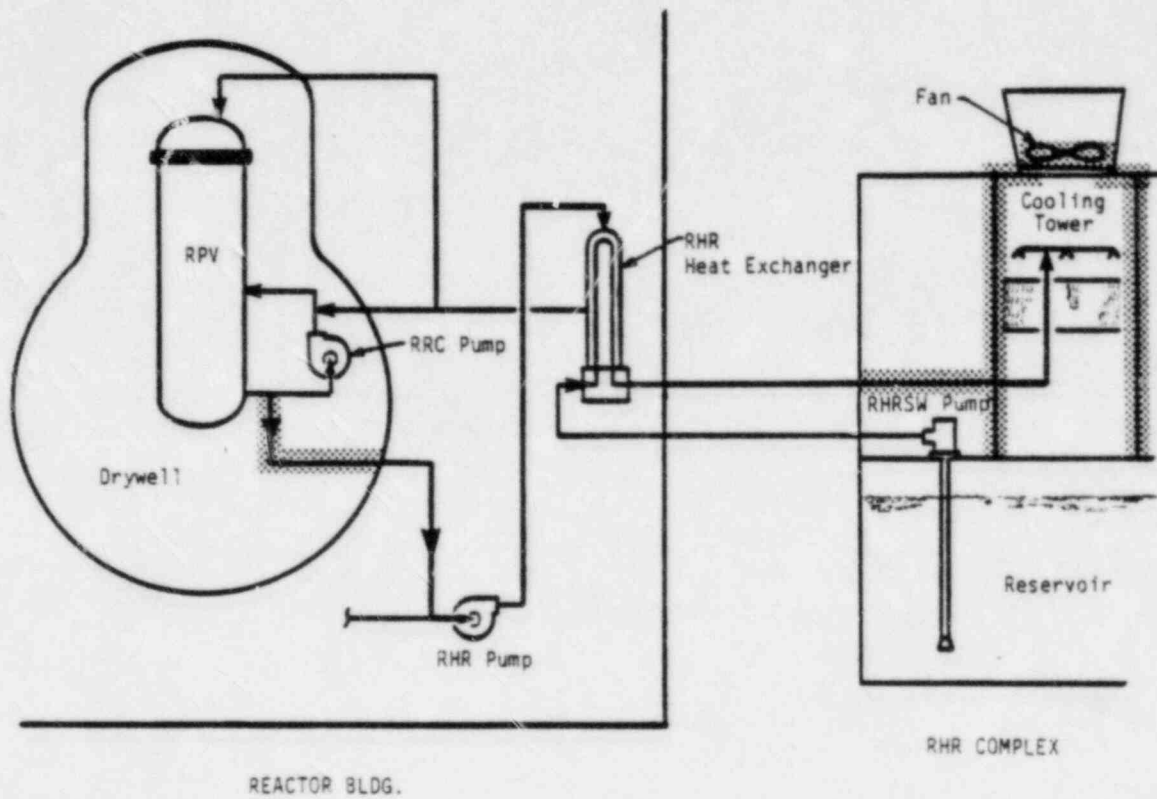 Fan
Cooling
Tower
RPV
RHR
Heat Exchanger
RRC Pump
RHRSW Pump
Drywell
Reservoir
RHR Pump
RHR COMPLEX
REACTOR BLDG.